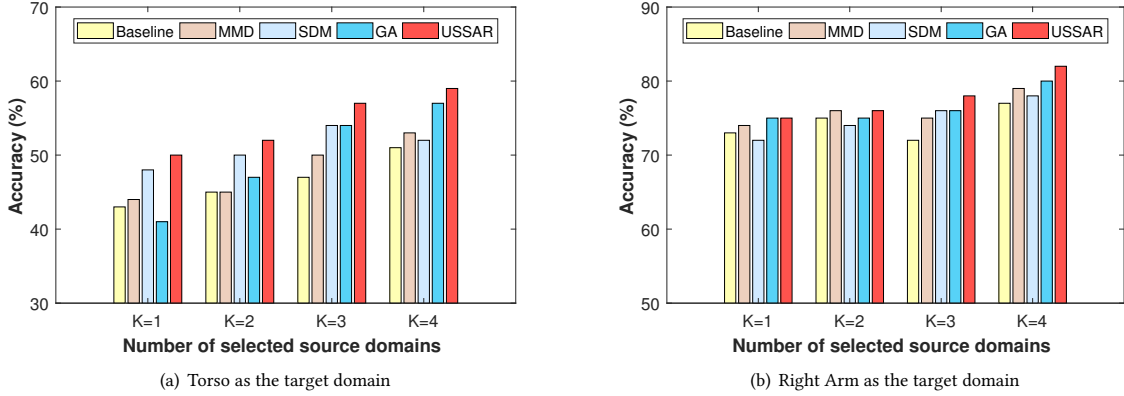 70
60
50
40
30
Accuracy (%)
Baseline MMD SDM GA USSAR
K=1 K=2 K=3 K=4
Number of selected source domains
(a) Torso as the target domain
90
80
70
60
50
Accuracy (%)
Baseline MMD SDM GA USSAR
K=1 K=2 K=3 K=4
Number of selected source domains
(b) Right Arm as the target domain